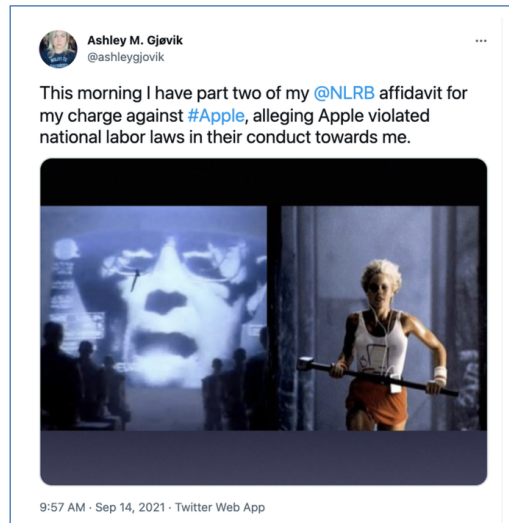 Ashley M. Gjøvik
@ashleygjovik
This morning I have part two of my @NLRB affidavit for
my charge against #Apple, alleging Apple violated
national labor laws in their conduct towards me.
9:57 AM · Sep 14, 2021 · Twitter Web App